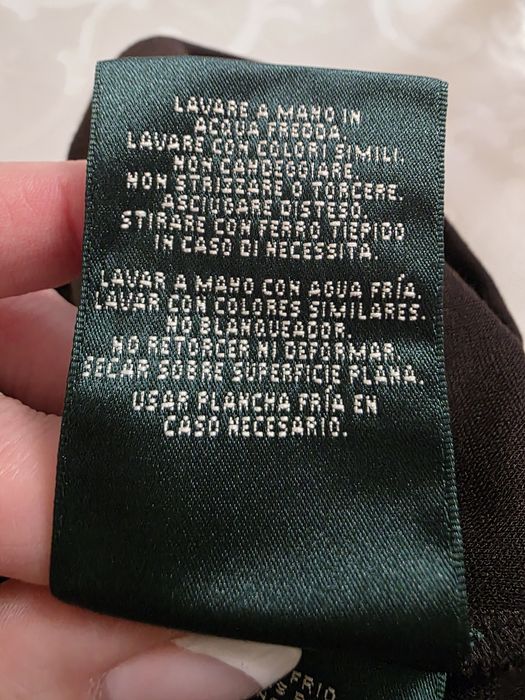 LAVARE A MANO IN
ACQUA FREDDA.
LAVARE CON COLORI SIMILI.
NON CANDEGGIARE.
NON STRIZZARE O TORCERE.
ASCIUGARE DISTESO.
STIRARE CON FERRO TIEPIDO
IN CASO DI NECESSITA.
LAVAR A MANO CON AGUA FRÍA.
LAVAR CON COLORES SIMILARES.
NO BLANQUEADOR.
NO RETORCER NI DEFORMAR.
SECAR SOBRE SUPERFICIE PLANA.
USAR PLANCHA FRÍA EN
CASO NECESARIO.
FRIO